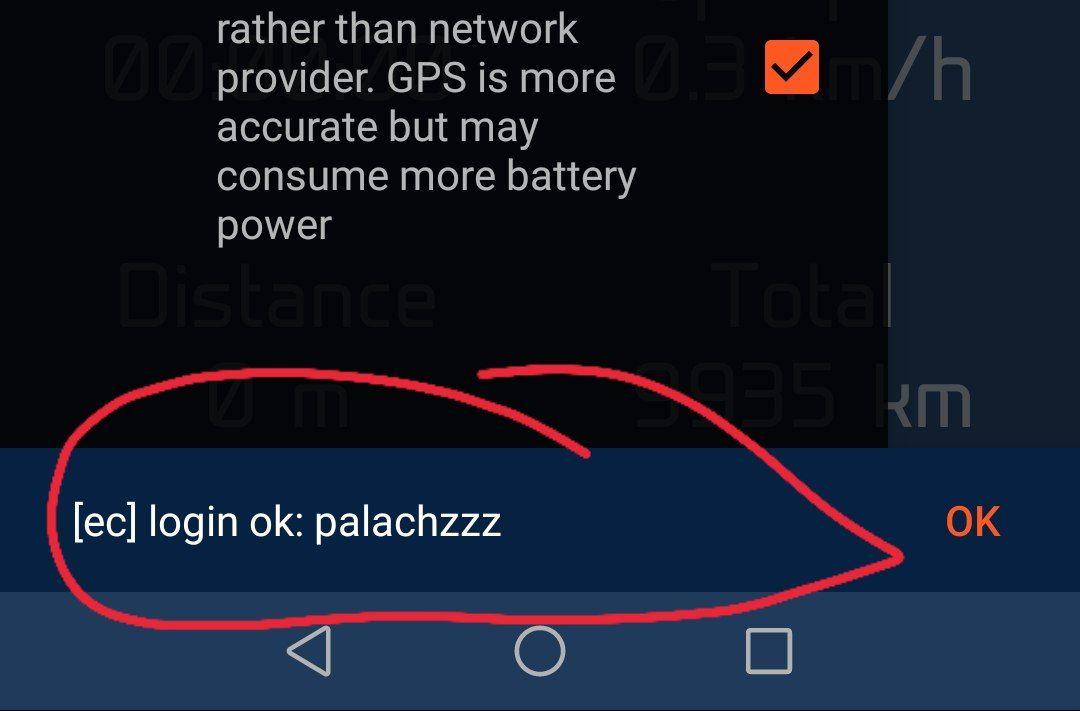 rather than network
provider. GPS is more
accurate but may
consume more battery
power
00:00:00
0.3 km/h
Distance
Total
0 m
9935 km
[ec] login ok: palachzzz
OK